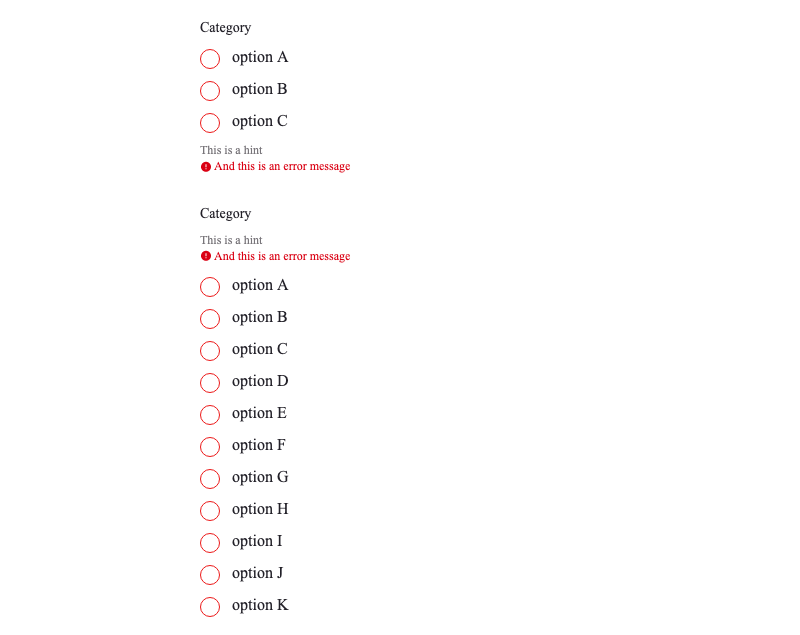 Category
option A
option B
option C
This is a hint
And this is an error message
Category
This is a hint
And this is an error message
option A
option B
option C
option D
option E
option F
option G
option H
option I
option J
option K